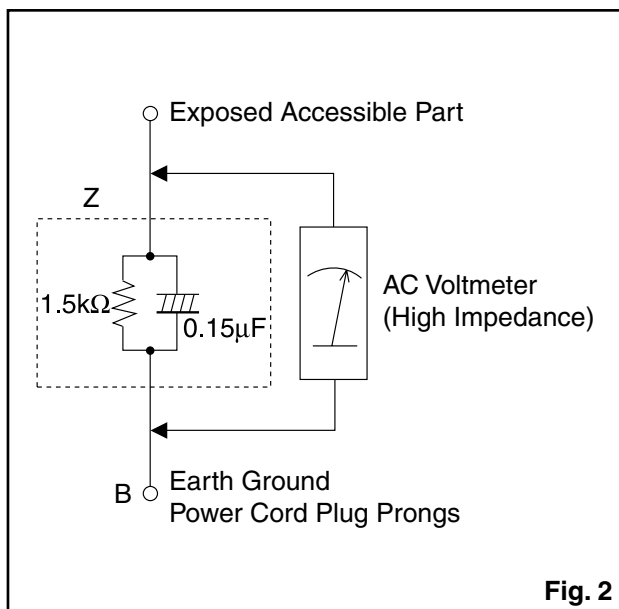 Exposed Accessible Part
Z
1.5kΩ
0.15µF
AC Voltmeter
(High Impedance)
B
Earth Ground
Power Cord Plug Prongs
Fig. 2